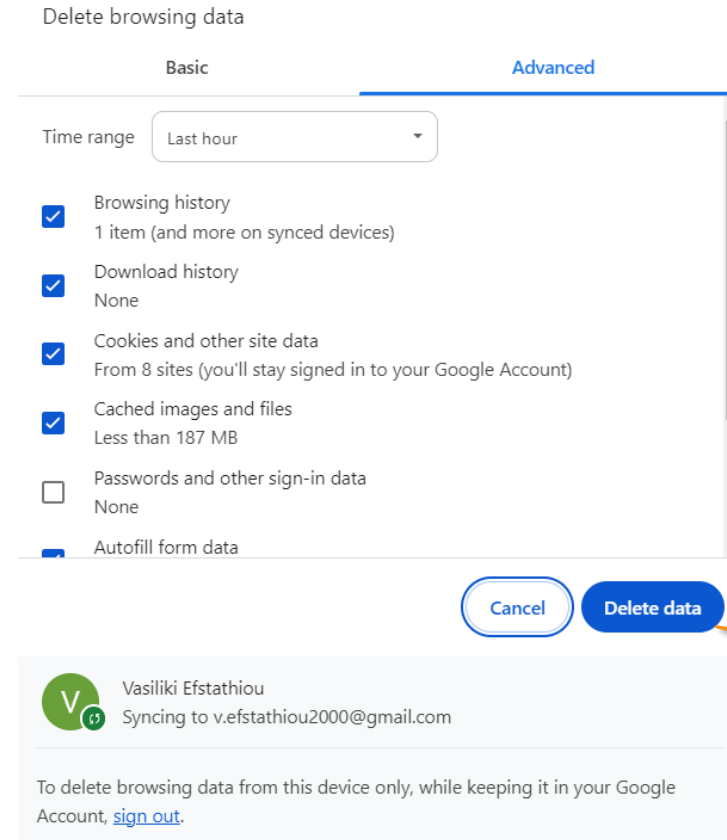 Delete browsing data
Basic Advanced
Time range Last hour
Browsing history
1 item (and more on synced devices)
Download history
None
Cookies and other site data
From 8 sites (you'll stay signed in to your Google Account)
Cached images and files
Less than 187 MB
Passwords and other sign-in data
None
Autofill form data
Cancel Delete data
V Vasiliki Efstathiou
Syncing to v.efstathiou2000@gmail.com
To delete browsing data from this device only, while keeping it in your Google
Account, sign out.